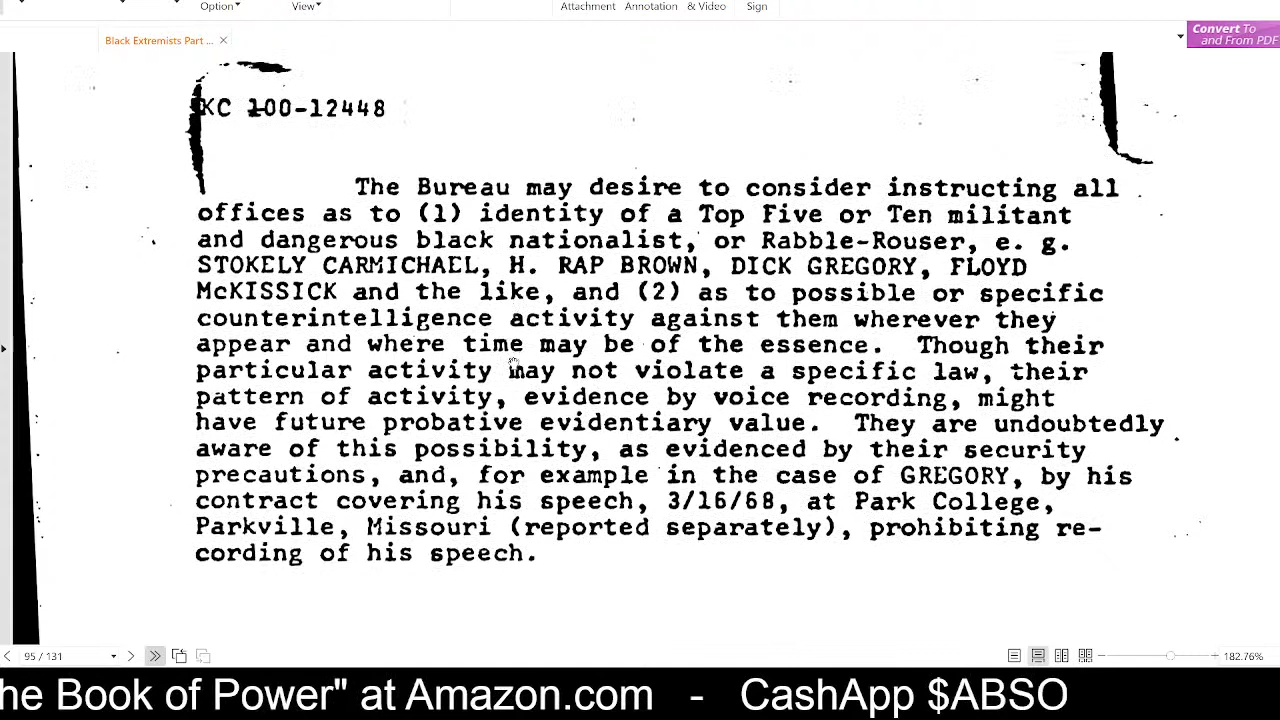 Option View Attachment Annotation & Video Sign
Convert To
and From PDF
Black Extremists Part ...
KC 100-12448
The Bureau may desire to consider instructing all
offices as to (1) identity of a Top Five or Ten militant
and dangerous black nationalist, or Rabble-Rouser, e. g.
STOKELY CARMICHAEL, H. RAP BROWN, DICK GREGORY, FLOYD
McKISSICK and the like, and (2) as to possible or specific
counterintelligence activity against them wherever they
appear and where time may be of the essence. Though their
particular activity may not violate a specific law, their
pattern of activity, evidence by voice recording, might
have future probative evidentiary value. They are undoubtedly
aware of this possibility, as evidenced by their security
precautions, and, for example in the case of GREGORY, by his
contract covering his speech, 3/16/68, at Park College,
Parkville, Missouri (reported separately), prohibiting re-
cording of his speech.
95 / 131 182.76%
he Book of Power" at Amazon.com - CashApp $ABSO